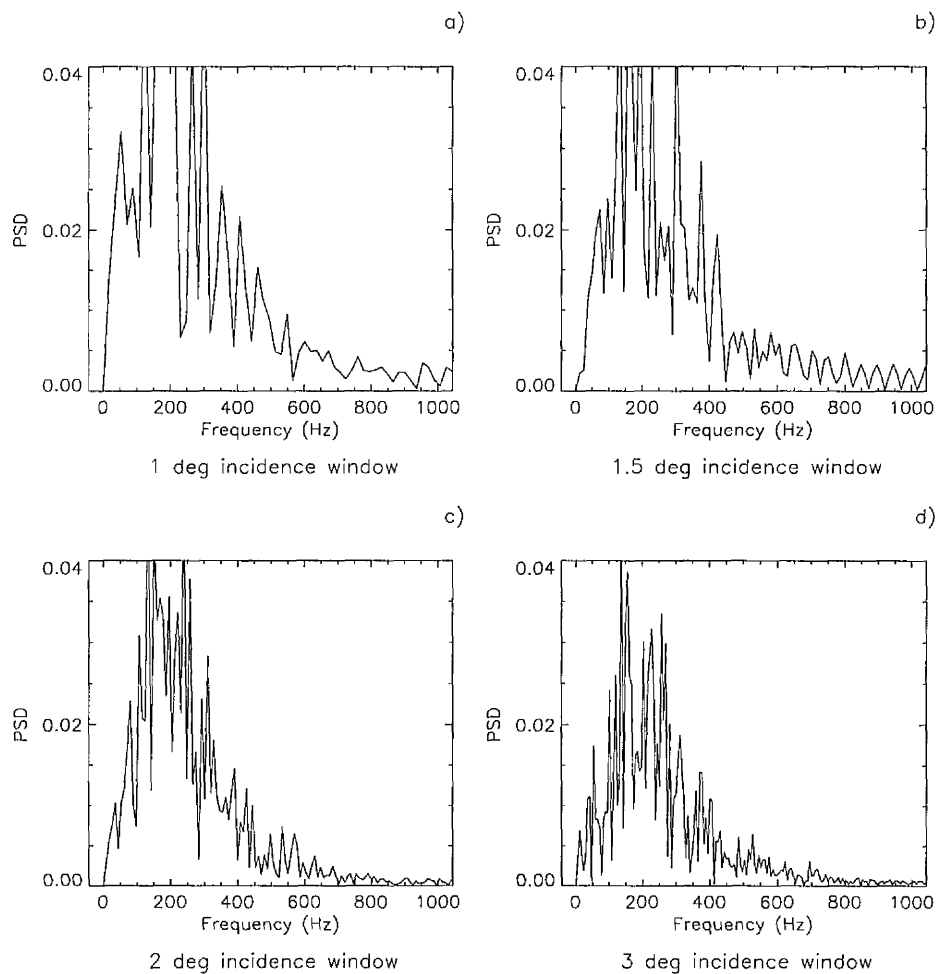 a)
0.04
0.02
0.00
PSD
0 200 400 600 800 1000
Frequency (Hz)
1 deg incidence window
b)
0.04
0.02
0.00
PSD
0 200 400 600 800 1000
Frequency (Hz)
1.5 deg incidence window
c)
0.04
0.02
0.00
PSD
0 200 400 600 800 1000
Frequency (Hz)
2 deg incidence window
d)
0.04
0.02
0.00
PSD
0 200 400 600 800 1000
Frequency (Hz)
3 deg incidence window